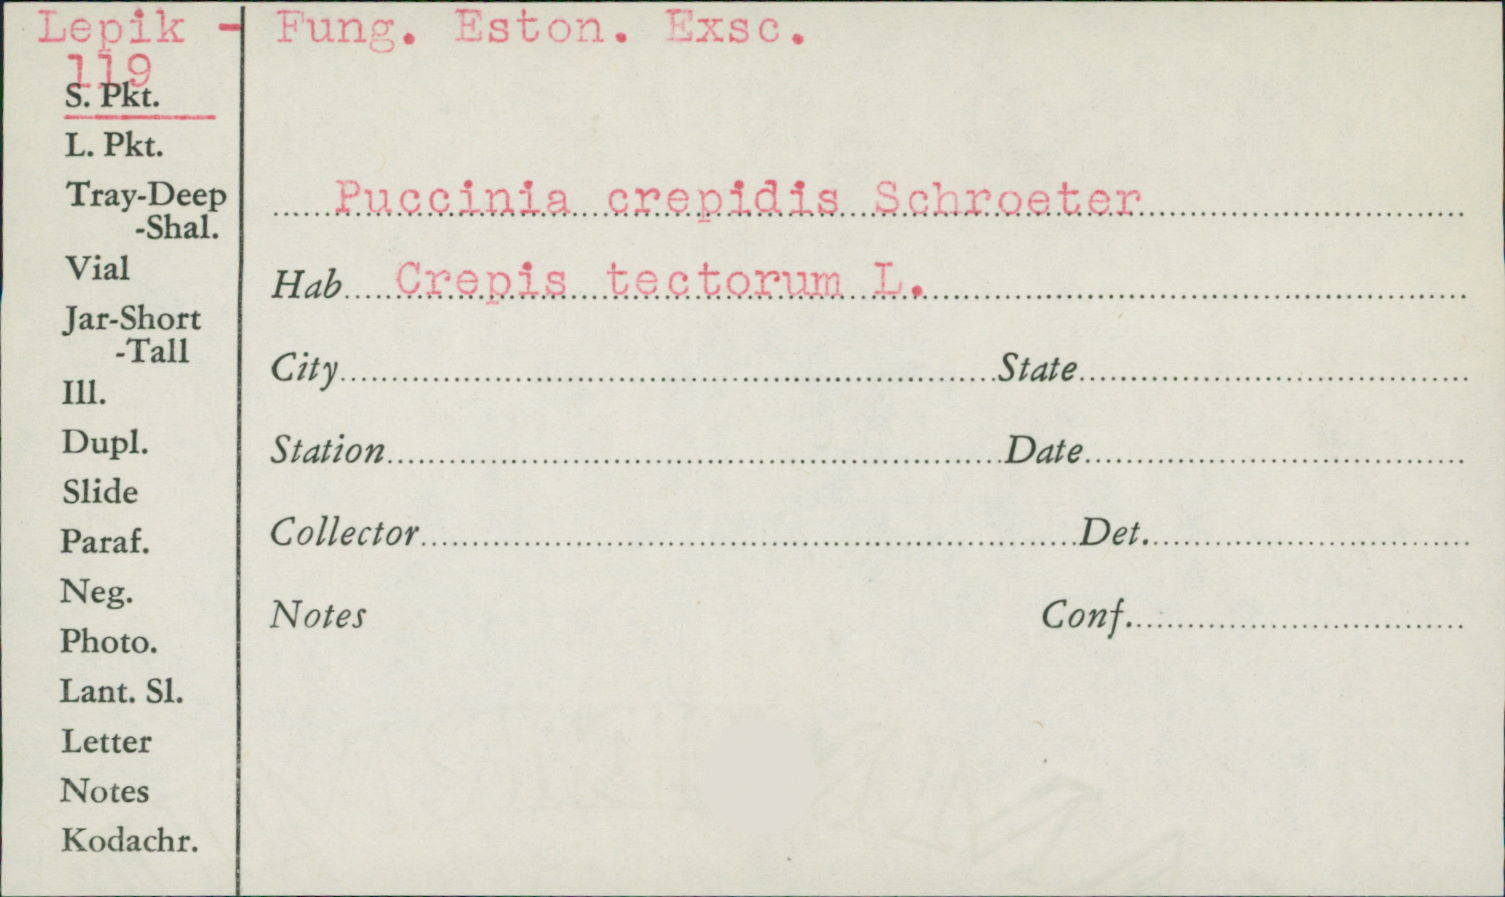 Lepik - Fung. Eston. Exsc.
119
S. Pkt.
L. Pkt.
Tray-Deep
-Shal.
Vial
Jar-Short
-Tall
Ill.
Dupl.
Slide
Paraf.
Neg.
Photo.
Lant. Sl.
Letter
Notes
Kodachr.
Puccinia crepidis Schroeter
Hab Crepis tectorum L.
City State
Station Date
Collector Det.
Notes Conf.